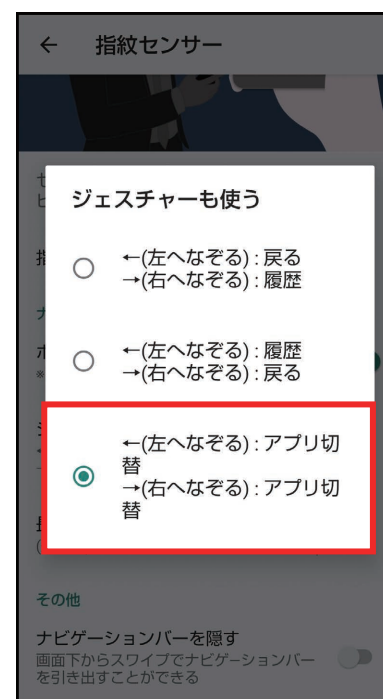 ← 指紋センサー
ジェスチャーも使う
←(左へなぞる) : 戻る
→(右へなぞる) : 履歴
←(左へなぞる) : 履歴
→(右へなぞる) : 戻る
←(左へなぞる) : アプリ切
替
→(右へなぞる) : アプリ切
替
その他
ナビゲーションバーを隠す
画面下からスワイプでナビゲーションバー
を引き出すことができる